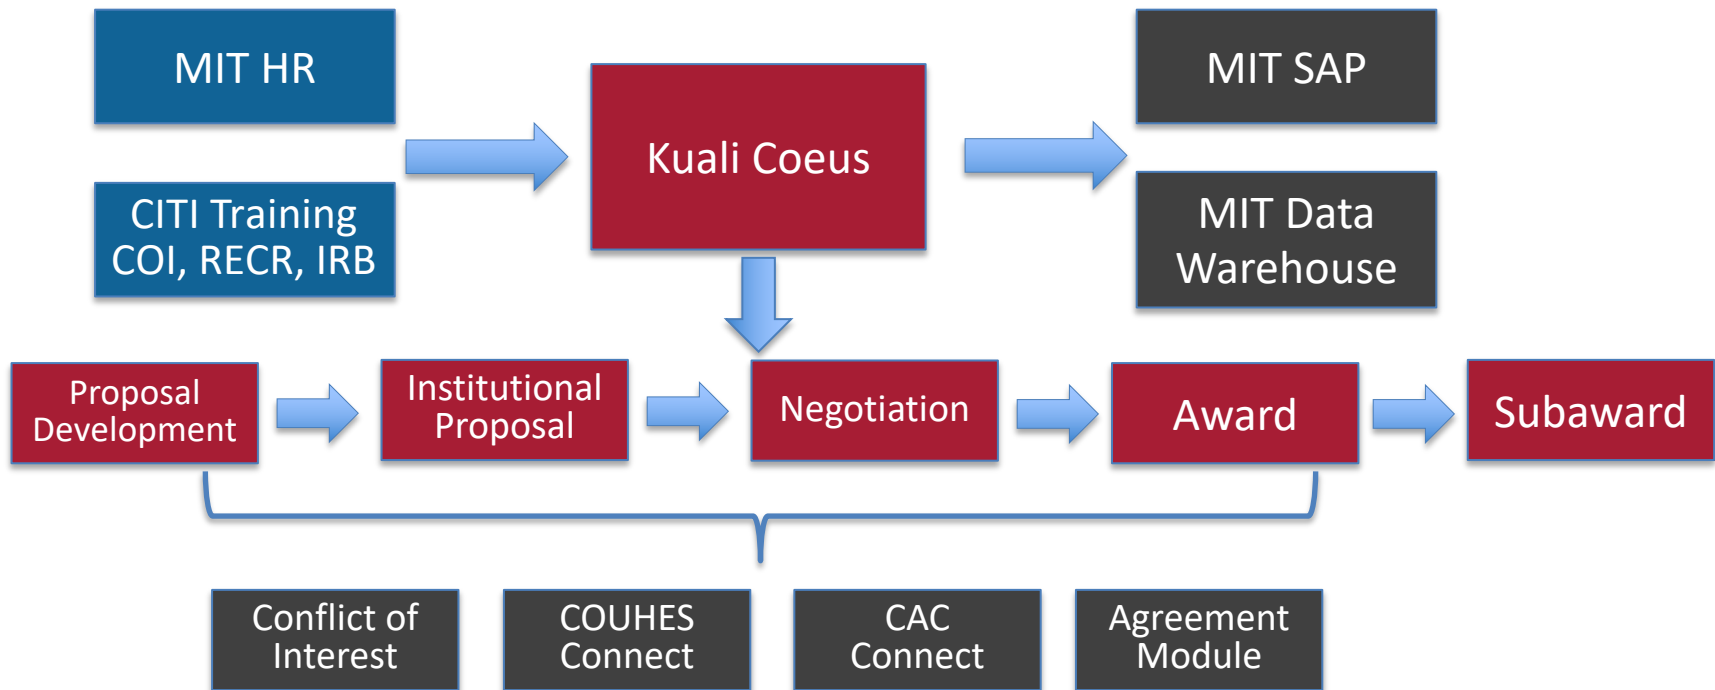 MIT HR
CITI Training
COI, RECR, IRB
Kuali Coeus
MIT SAP
MIT Data
Warehouse
Proposal
Development
Institutional
Proposal
Negotiation
Award
Subaward
Conflict of
Interest
COUHES
Connect
CAC
Connect
Agreement
Module